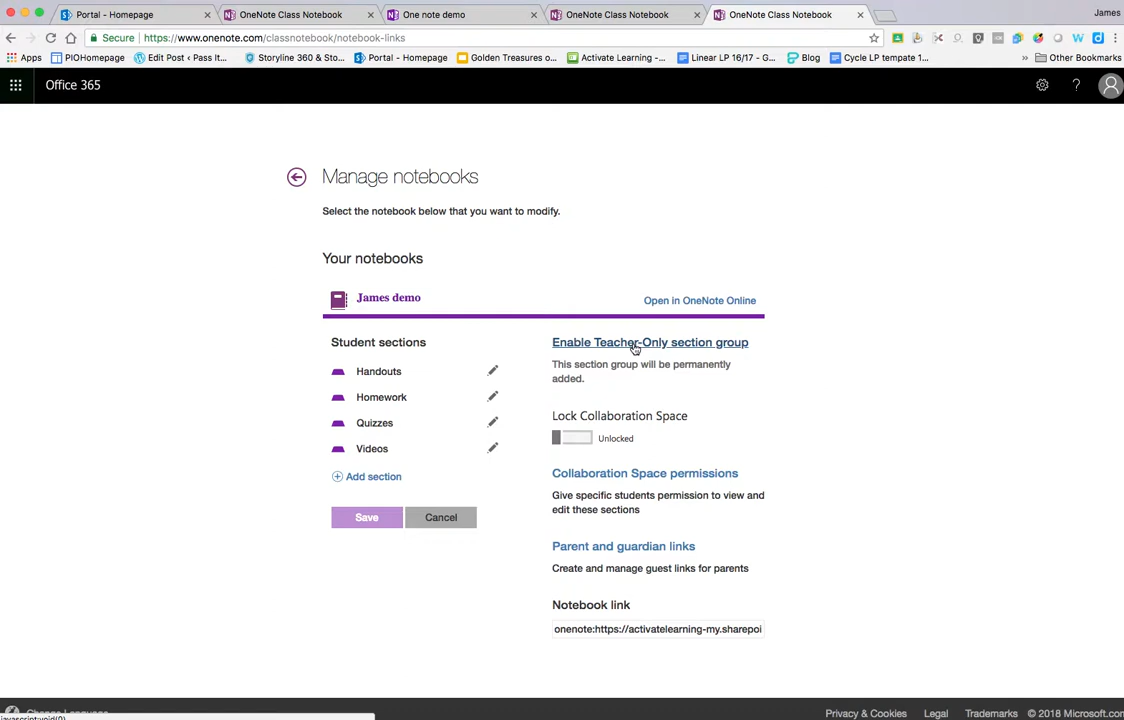 Portal - Homepage
OneNote Class Notebook
One note demo
OneNote Class Notebook
OneNote Class Notebook
James
Secure
https://www.onenote.com/classnotebook/notebook-links
Apps
PIOHomepage
Edit Post ‹ Pass It...
Storyline 360 & Sto...
Portal - Homepage
Golden Treasures o...
Activate Learning -...
Linear LP 16/17 - G...
Blog
Cycle LP tempate 1...
Other Bookmarks
Office 365
Manage notebooks
Select the notebook below that you want to modify.
Your notebooks
James demo
Open in OneNote Online
Student sections
Handouts
Homework
Quizzes
Videos
Add section
Save
Cancel
Enable Teacher-Only section group
This section group will be permanently
added.
Lock Collaboration Space
Unlocked
Collaboration Space permissions
Give specific students permission to view and
edit these sections
Parent and guardian links
Create and manage guest links for parents
Notebook link
onenote:https://activatelearning-my.sharepoi
Change Language
Privacy & Cookies
Legal
Trademarks
© 2018 Microsoft.com
javascript:void(0)